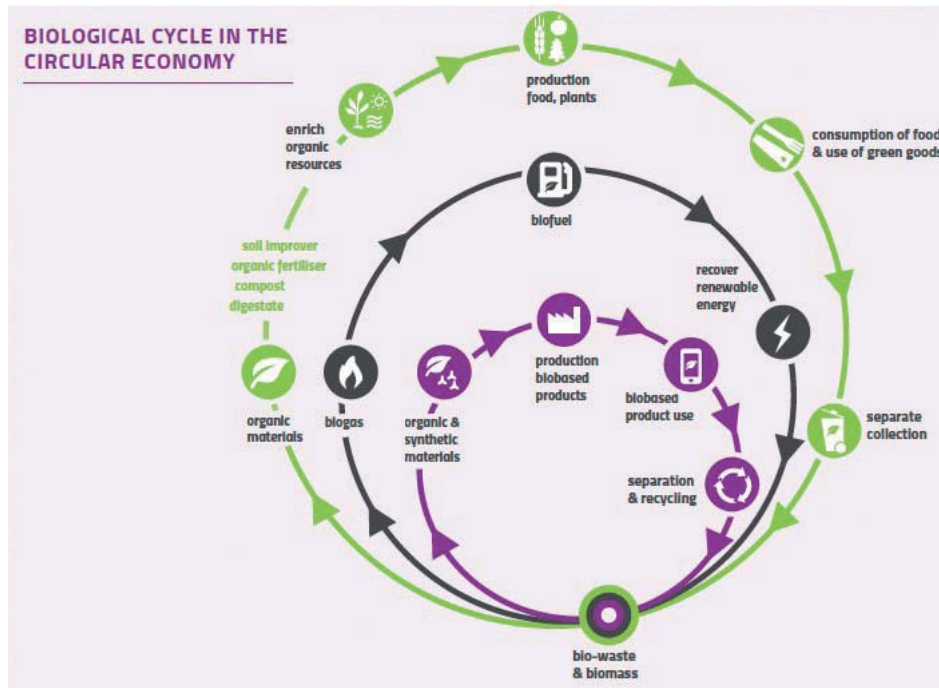 BIOLOGICAL CYCLE IN THE
CIRCULAR ECONOMY
production
food, plants
consumption of food
& use of green goods
enrich
organic
resources
biofuel
soil improver
organic fertiliser
compost
digestate
recover
renewable
energy
production
biobased
products
biobased
product use
organic
materials
biogas
organic &
synthetic
materials
separate
collection
separation
& recycling
bio-waste
& biomass